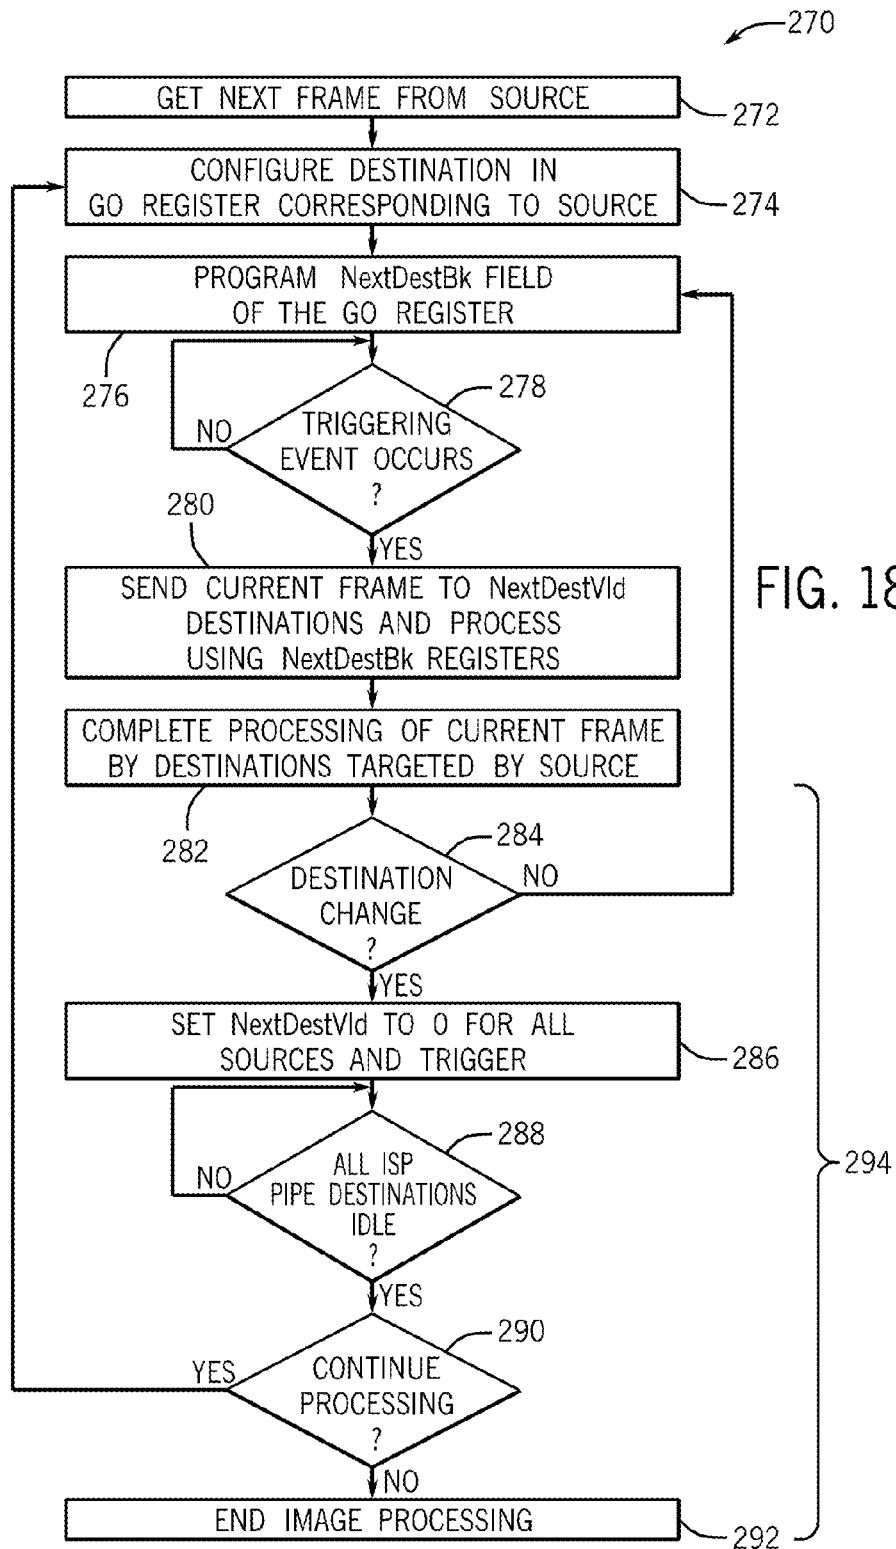 270
GET NEXT FRAME FROM SOURCE
272
CONFIGURE DESTINATION IN
GO REGISTER CORRESPONDING TO SOURCE
274
PROGRAM NextDestBk FIELD
OF THE GO REGISTER
276
278
TRIGGERING
EVENT OCCURS
?
NO
YES
280
SEND CURRENT FRAME TO NextDestVld
DESTINATIONS AND PROCESS
USING NextDestBk REGISTERS
FIG. 18
COMPLETE PROCESSING OF CURRENT FRAME
BY DESTINATIONS TARGETED BY SOURCE
282
284
DESTINATION
CHANGE
?
NO
YES
SET NextDestVld TO 0 FOR ALL
SOURCES AND TRIGGER
286
288
ALL ISP
PIPE DESTINATIONS
IDLE
?
NO
YES
294
290
CONTINUE
PROCESSING
?
YES
NO
END IMAGE PROCESSING
292